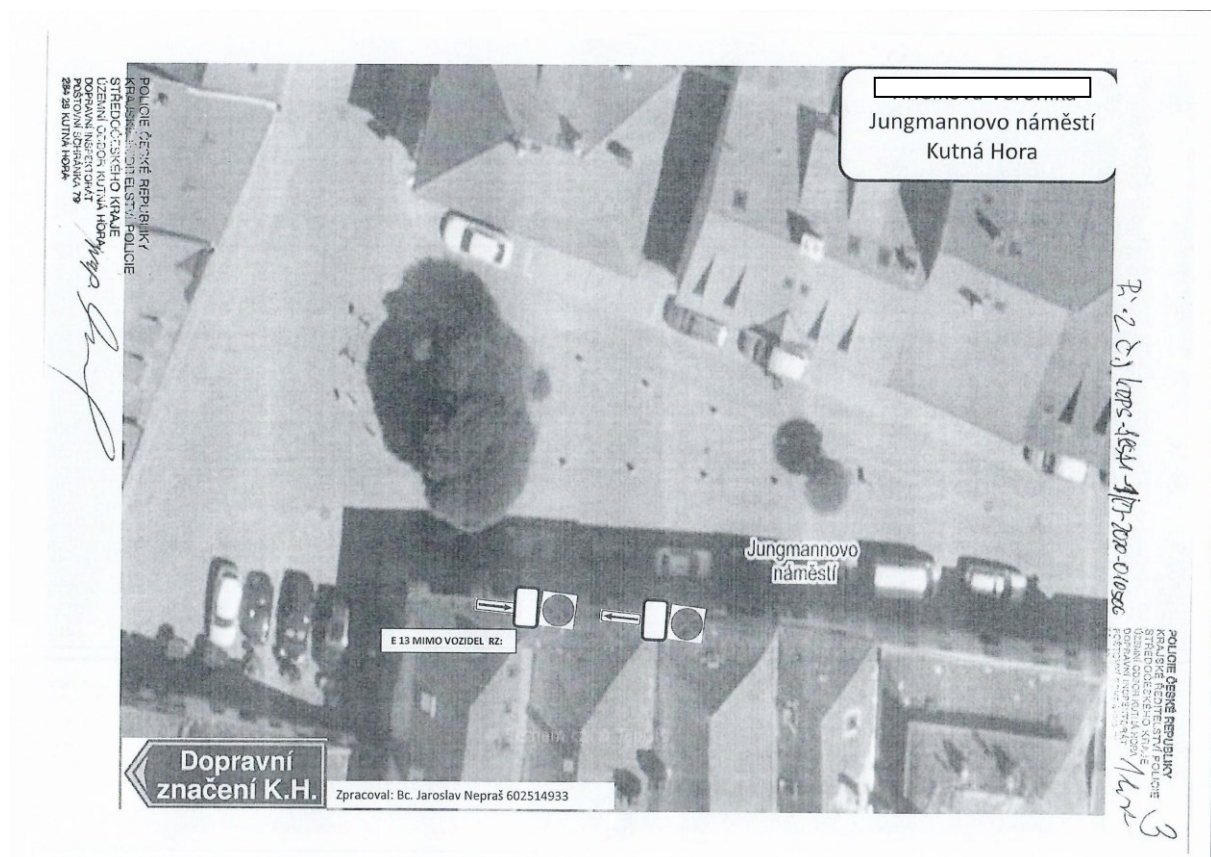 Jungmannovo náměstí
Kutná Hora
POLICIE ČESKÉ REPUBLIKY
KRAJSKÉ ŘEDITELSTVÍ POLICIE
STŘEDOČESKÉHO KRAJE
ÚZEMNÍ ODBOR KUTNÁ HORA
DOPRAVNÍ INSPEKTORÁT
POŠTOVNÍ SCHRÁNKA 79
284 25 KUTNÁ HORA
Jungmannovo
náměstí
E 13 MIMO VOZIDEL RZ:
Dopravní
značení K.H.
Zpracoval: Bc. Jaroslav Nepraš 602514933
POLICIE ČESKÉ REPUBLIKY
KRAJSKÉ ŘEDITELSTVÍ POLICIE
STŘEDOČESKÉHO KRAJE
ÚZEMNÍ ODBOR KUTNÁ HORA
DOPRAVNÍ INSPEKTORÁT
3